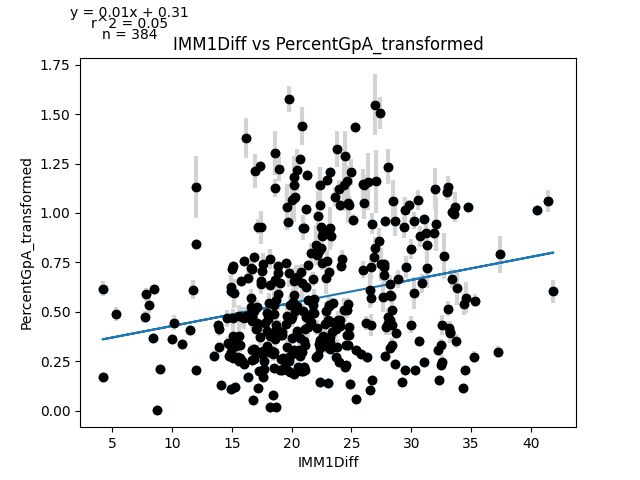 y = 0.01x + 0.31
r^2 = 0.05
n = 384
IMM1Diff vs PercentGpA_transformed
1.75
1.50
1.25
1.00
0.75
0.50
0.25
0.00
PercentGpA_transformed
5 10 15 20 25 30 35 40
IMM1Diff